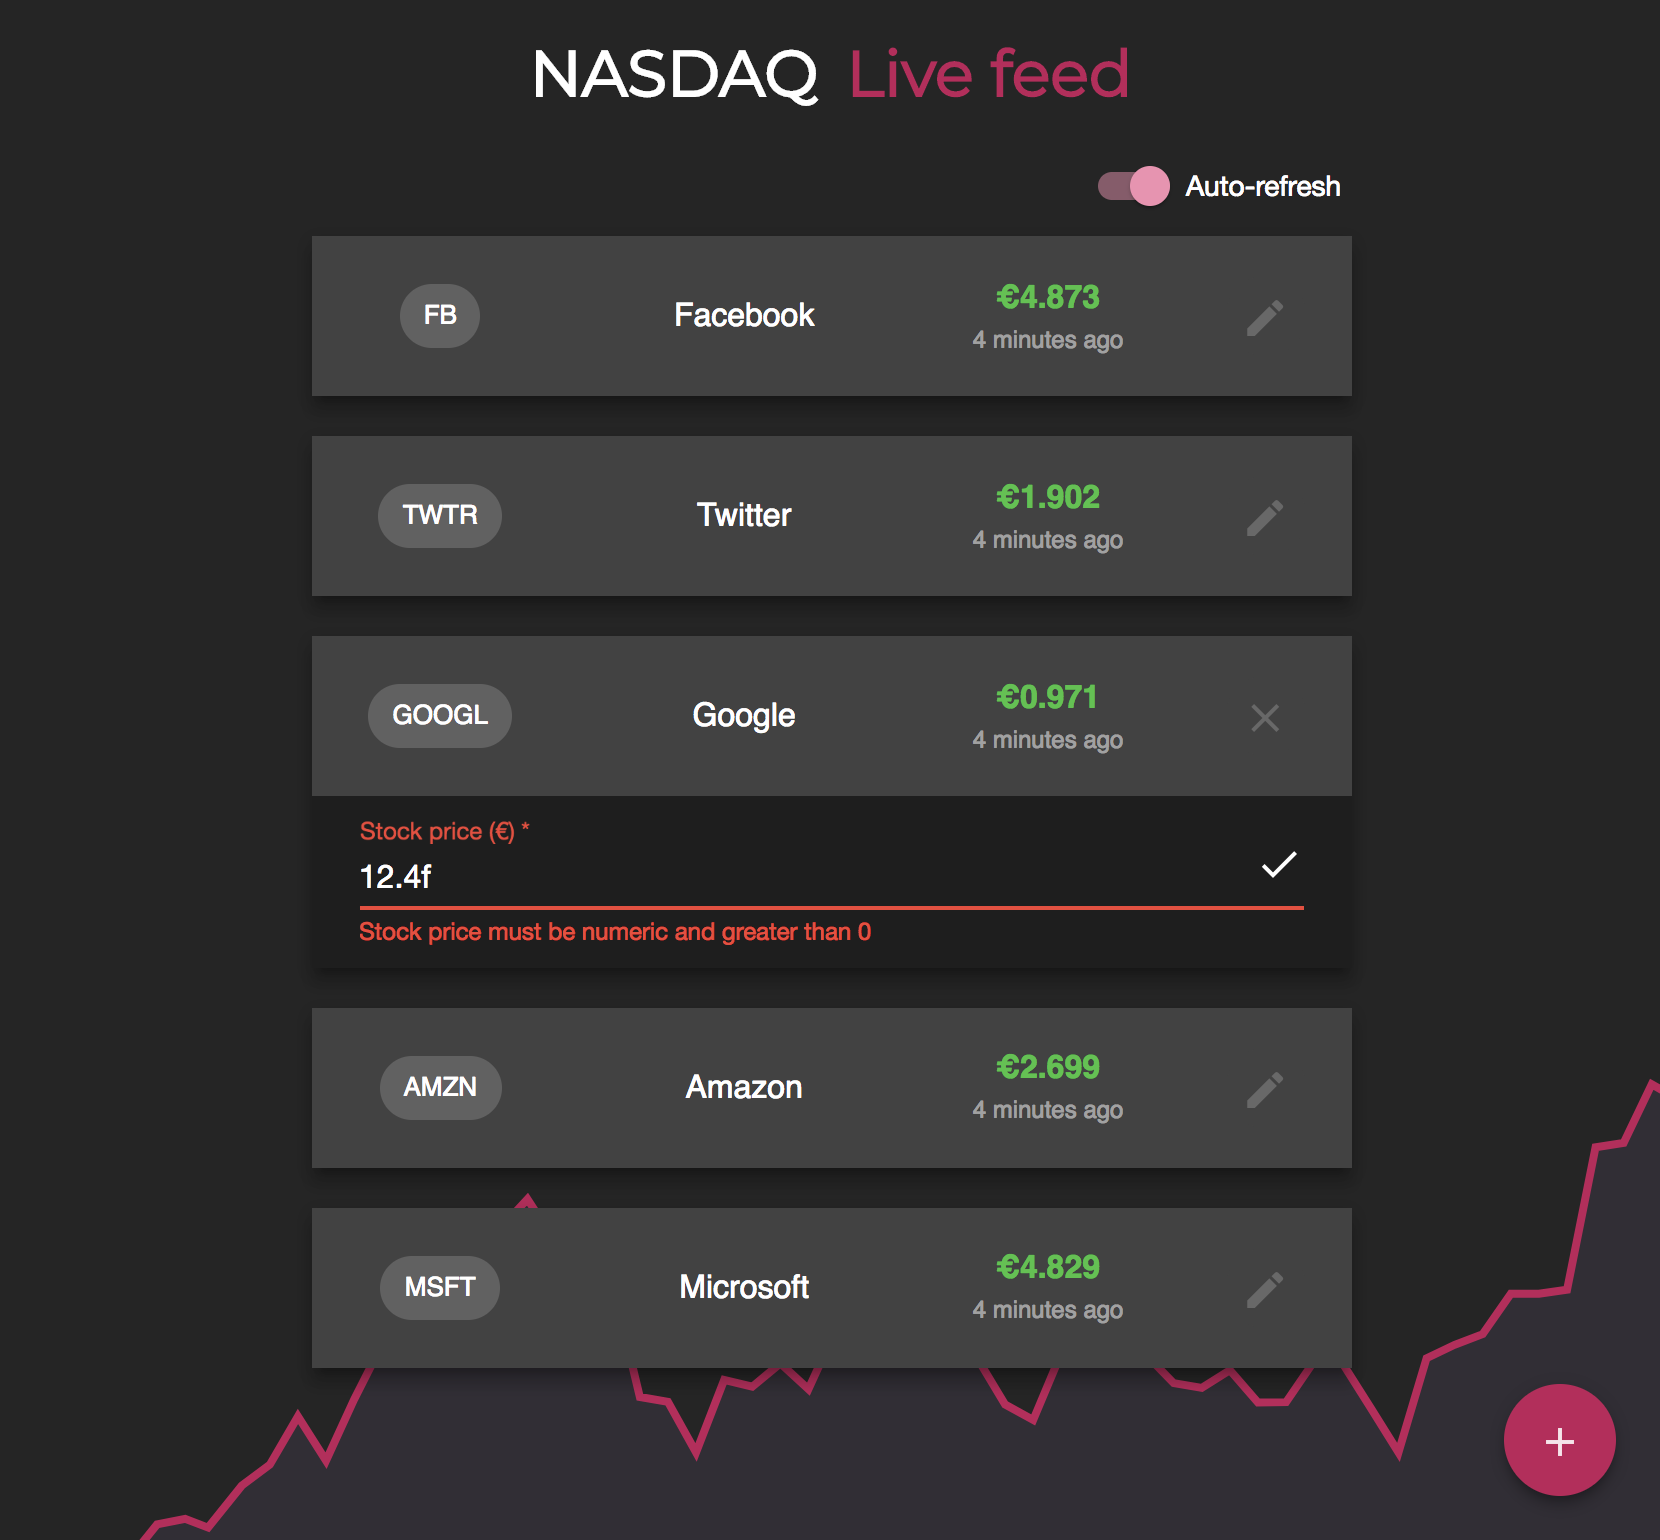 NASDAQ Live feed
Auto-refresh
FB
Facebook
€4.873
4 minutes ago
TWTR
Twitter
€1.902
4 minutes ago
GOOGL
Google
€0.971
4 minutes ago
Stock price (€) *
12.4f
Stock price must be numeric and greater than 0
AMZN
Amazon
€2.699
4 minutes ago
MSFT
Microsoft
€4.829
4 minutes ago